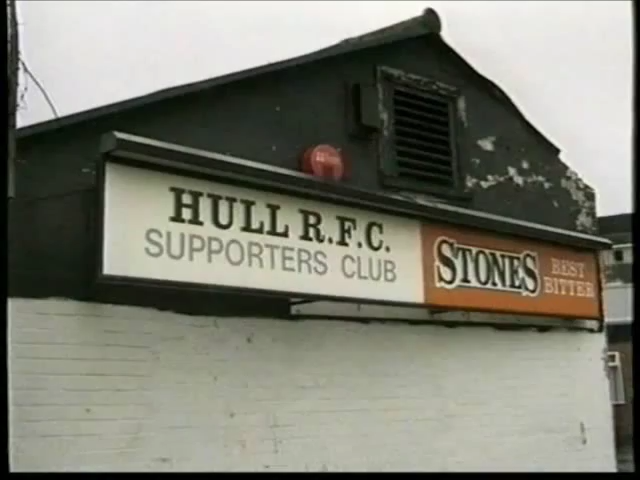 HULL R.F.C.
SUPPORTERS CLUB
STONES
BEST
BITTER